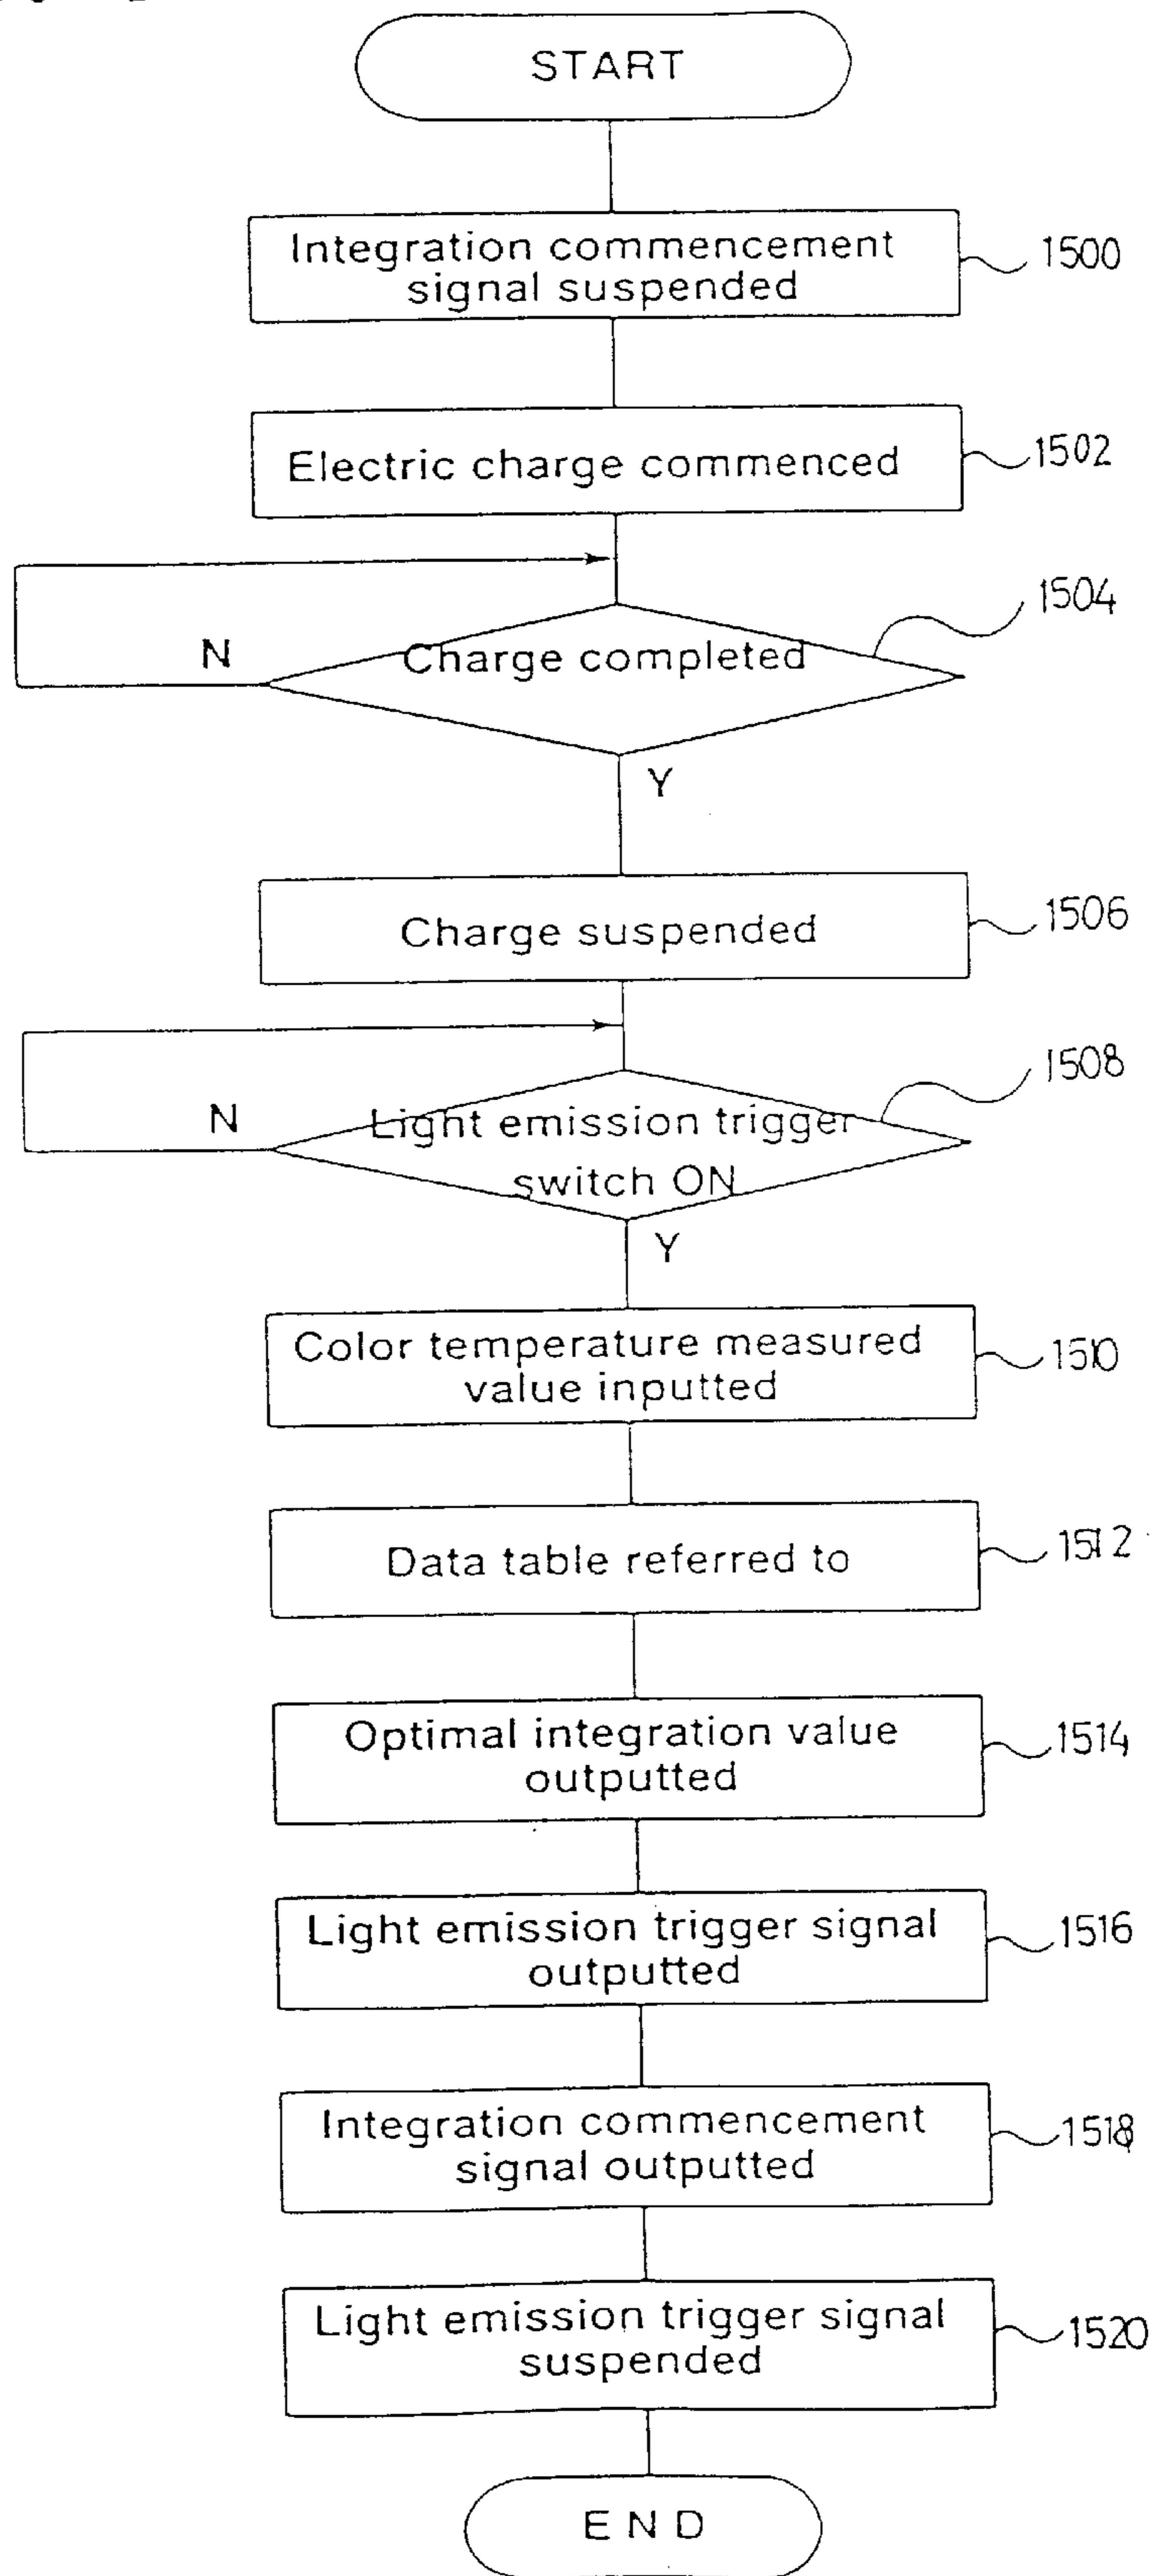 START
Integration commencement
signal suspended
1500
Electric charge commenced
1502
1504
N
Charge completed
Y
Charge suspended
1506
1508
N
Light emission trigger
switch ON
Y
Color temperature measured
value inputted
1510
Data table referred to
1512
Optimal integration value
outputted
1514
Light emission trigger signal
outputted
1516
Integration commencement
signal outputted
1518
Light emission trigger signal
suspended
1520
END